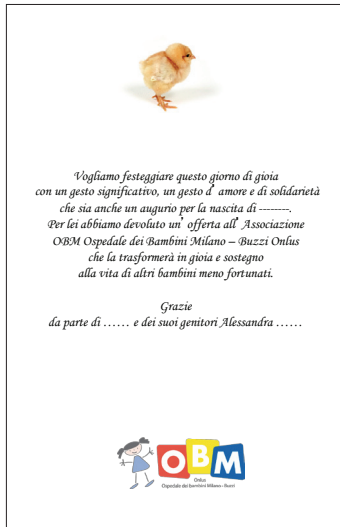 Vogliamo festeggiare questo giorno di gioia
con un gesto significativo, un gesto d' amore e di solidarietà
che sia anche un augurio per la nascita di --------.
Per lei abbiamo devoluto un' offerta all' Associazione
OBM Ospedale dei Bambini Milano – Buzzi Onlus
che la trasformerà in gioia e sostegno
alla vita di altri bambini meno fortunati.
Grazie
da parte di …… e dei suoi genitori Alessandra ……
OBM
Onlus
Ospedale dei bambini Milano - Buzzi